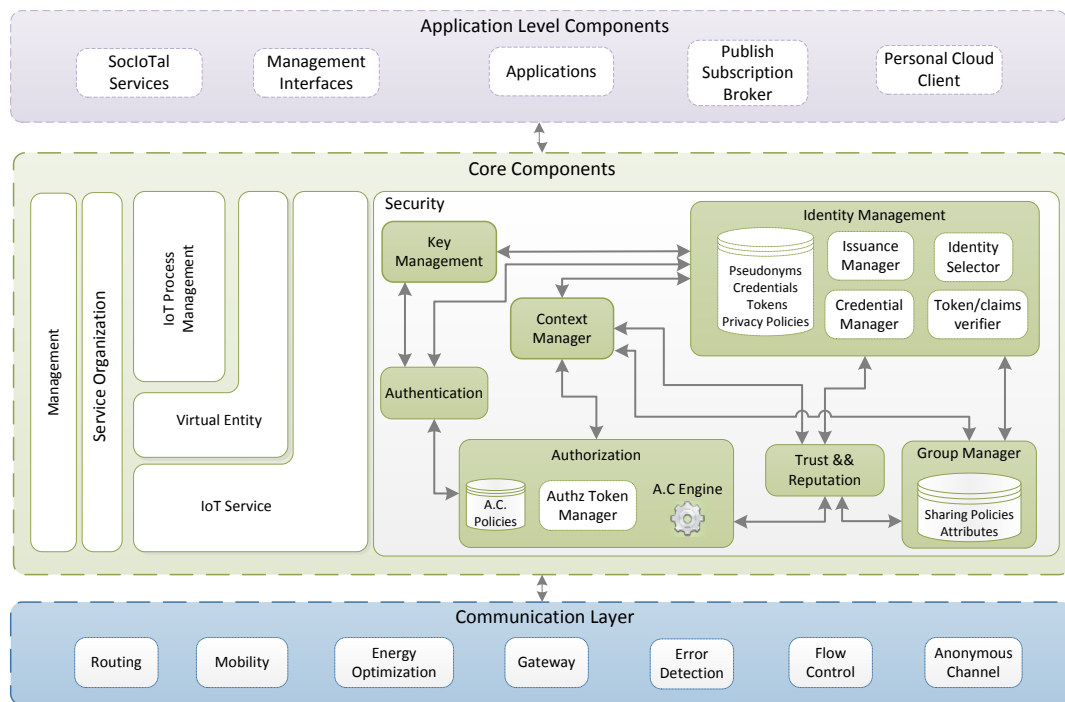 Application Level Components
SocIoTal
Services
Management
Interfaces
Applications
Publish
Subscription
Broker
Personal Cloud
Client
Core Components
Management
Service Organization
IoT Process
Management
Virtual Entity
IoT Service
Security
Key
Management
Authentication
Context
Manager
Identity Management
Pseudonyms
Credentials
Tokens
Privacy Policies
Issuance
Manager
Identity
Selector
Credential
Manager
Token/claims
verifier
Authorization
A.C.
Policies
Authz Token
Manager
A.C Engine
Trust &&
Reputation
Group Manager
Sharing Policies
Attributes
Communication Layer
Routing
Mobility
Energy
Optimization
Gateway
Error
Detection
Flow
Control
Anonymous
Channel